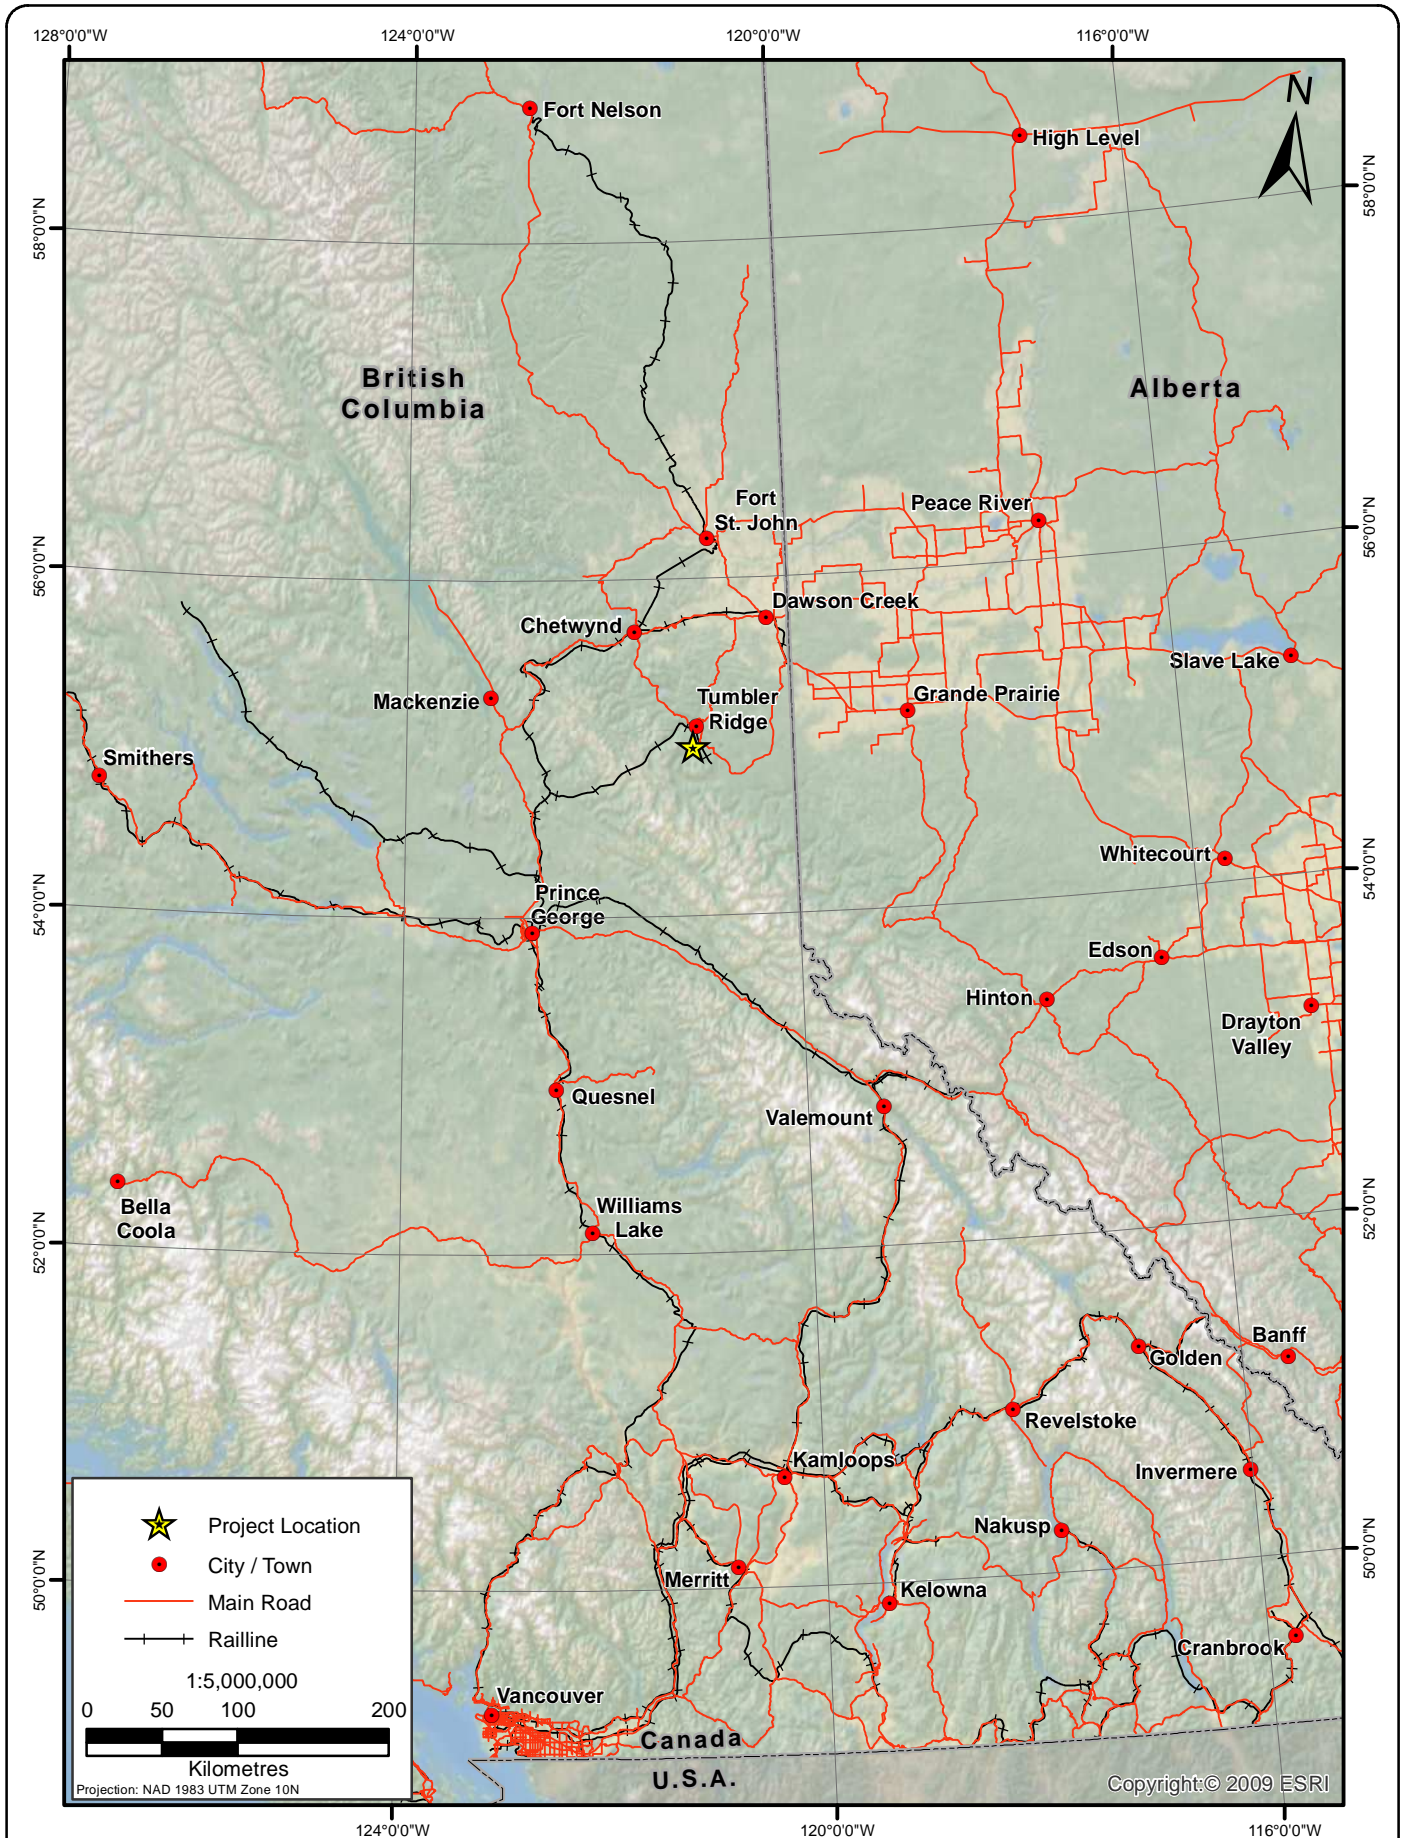 128°0'0"W
124°0'0"W
120°0'0"W
116°0'0"W
N
Fort Nelson
High Level
58°0'0"N
58°0'0"N
British
Columbia
Alberta
Fort
St. John
Peace River
56°0'0"N
56°0'0"N
Dawson Creek
Chetwynd
Slave Lake
Mackenzie
Tumbler
Ridge
Grande Prairie
Smithers
Whitecourt
54°0'0"N
54°0'0"N
Prince
George
Edson
Hinton
Drayton
Valley
Quesnel
Valemount
Bella
Coola
Williams
Lake
52°0'0"N
52°0'0"N
Banff
Golden
Revelstoke
Kamloops
Invermere
Nakusp
Merritt
Kelowna
50°0'0"N
50°0'0"N
Cranbrook
Vancouver
Canada
U.S.A.
Project Location
City / Town
Main Road
Railline
1:5,000,000
0 50 100 200
Kilometres
Projection: NAD 1983 UTM Zone 10N
Copyright:© 2009 ESRI
124°0'0"W
120°0'0"W
116°0'0"W